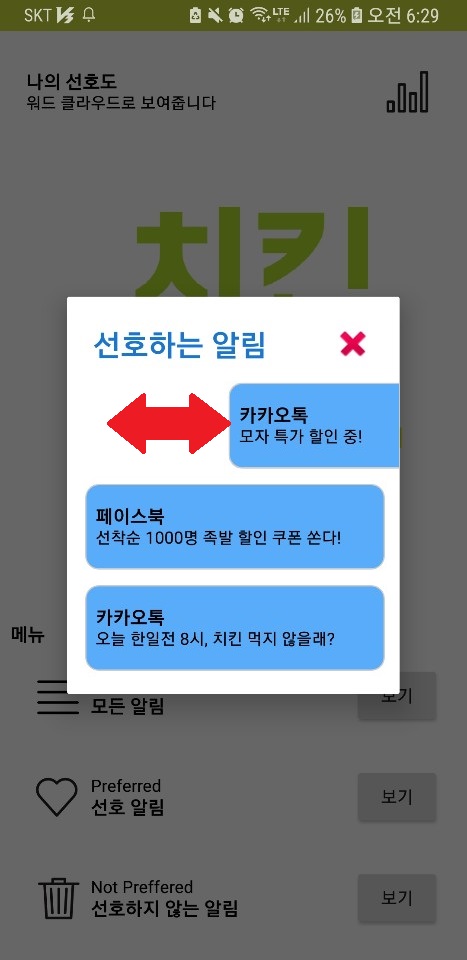 SKT LTE 26% 오전 6:29
나의 선호도
워드 클라우드로 보여줍니다
치킨
선호하는 알림
카카오톡
모자 특가 할인 중!
페이스북
선착순 1000명 족발 할인 쿠폰 쏜다!
카카오톡
오늘 한일전 8시, 치킨 먹지 않을래?
메뉴
모든 알림
보기
Preferred
선호 알림
보기
Not Preffered
선호하지 않는 알림
보기